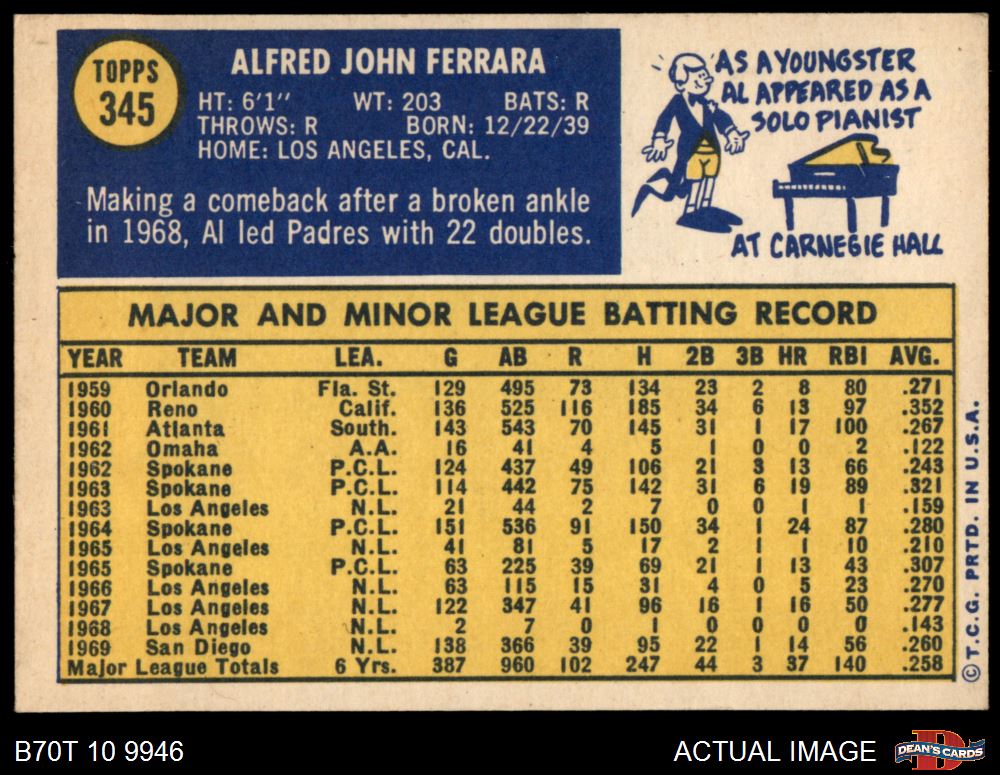 TOPPS
345
ALFRED JOHN FERRARA
HT: 6'1" WT: 203 BATS: R
THROWS: R BORN: 12/22/39
HOME: LOS ANGELES, CAL.
Making a comeback after a broken ankle
in 1968, Al led Padres with 22 doubles.
AS A YOUNGSTER
AL APPEARED AS A
SOLO PIANIST
AT CARNEGIE HALL
MAJOR AND MINOR LEAGUE BATTING RECORD
YEAR TEAM LEA. G AB R H 2B 3B HR RBI AVG.
1959 Orlando Fla. St. 129 495 73 134 23 2 8 80 .271
1960 Reno Calif. 136 525 116 185 34 6 13 97 .352
1961 Atlanta South. 143 543 70 145 31 1 17 100 .267
1962 Omaha A.A. 16 41 4 5 1 0 0 2 .122
1962 Spokane P.C.L. 124 437 49 106 21 3 13 66 .243
1963 Spokane P.C.L. 114 442 75 142 31 6 19 89 .321
1963 Los Angeles N.L. 21 44 2 7 0 0 1 1 .159
1964 Spokane P.C.L. 151 536 91 150 34 1 24 87 .280
1965 Los Angeles N.L. 41 81 5 17 2 1 1 10 .210
1965 Spokane P.C.L. 63 225 39 69 21 1 13 43 .307
1966 Los Angeles N.L. 63 115 15 31 4 0 5 23 .270
1967 Los Angeles N.L. 122 347 41 96 16 1 16 50 .277
1968 Los Angeles N.L. 2 7 0 1 0 0 0 0 .143
1969 San Diego N.L. 138 366 39 95 22 1 14 56 .260
Major League Totals 6 Yrs. 387 960 102 247 44 3 37 140 .258
© T.C.G. PRTD. IN U.S.A.
B70T 10 9946
ACTUAL IMAGE
DEAN'S CARDS